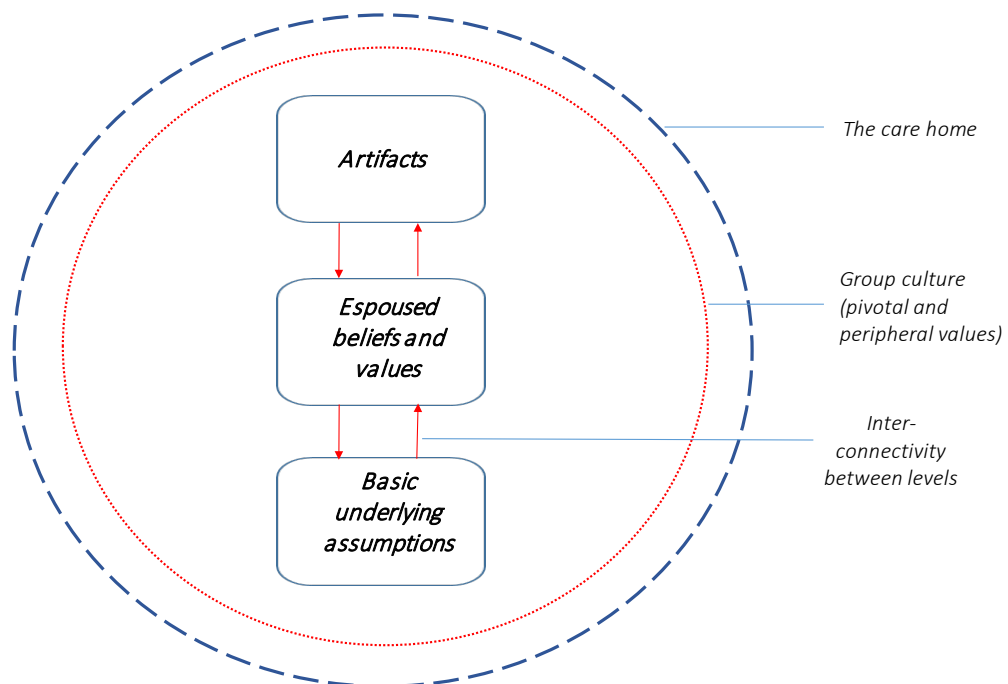 Artifacts
Espoused
beliefs and
values
Basic
underlying
assumptions
The care home
Group culture
(pivotal and
peripheral values)
Inter-
connectivity
between levels